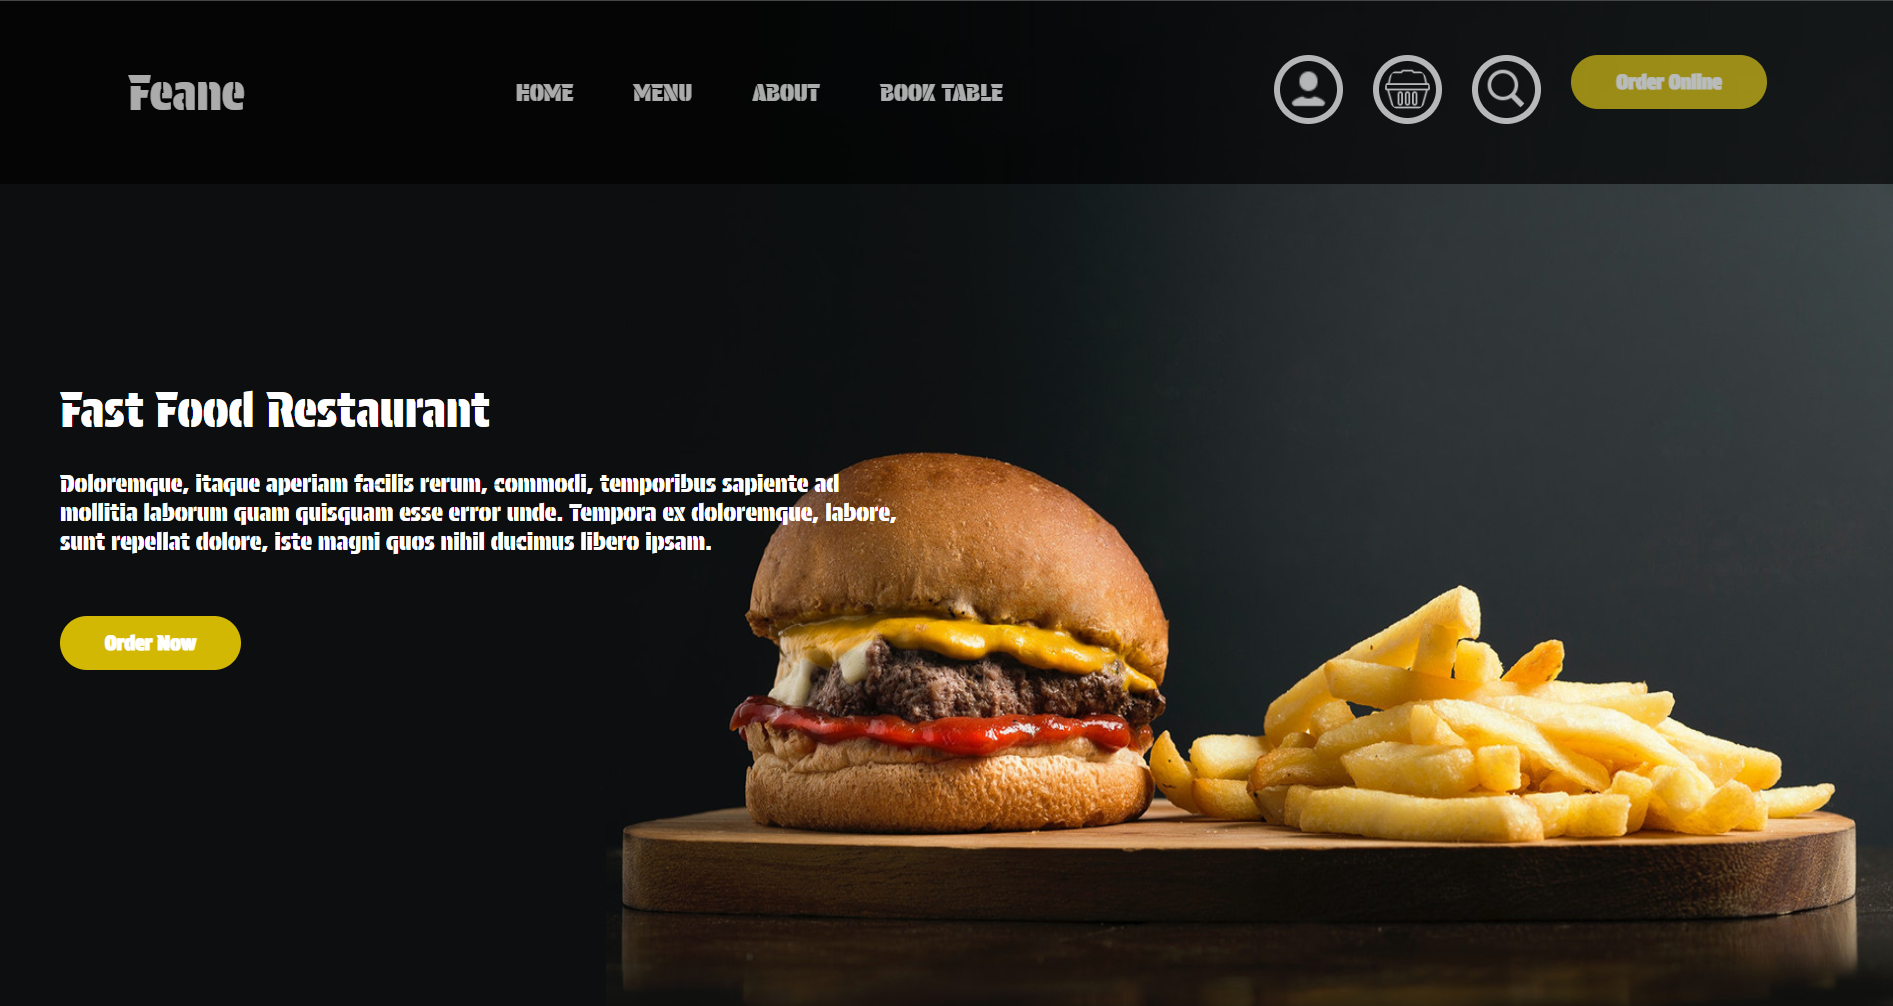 Feane
HOME
MENU
ABOUT
BOOK TABLE
Order Online
Fast Food Restaurant
Doloremque, itaque aperiam facilis rerum, commodi, temporibus sapiente ad
mollitia laborum quam quisquam esse error unde. Tempora ex doloremque, labore,
sunt repellat dolore, iste magni quos nihil ducimus libero ipsam.
Order Now